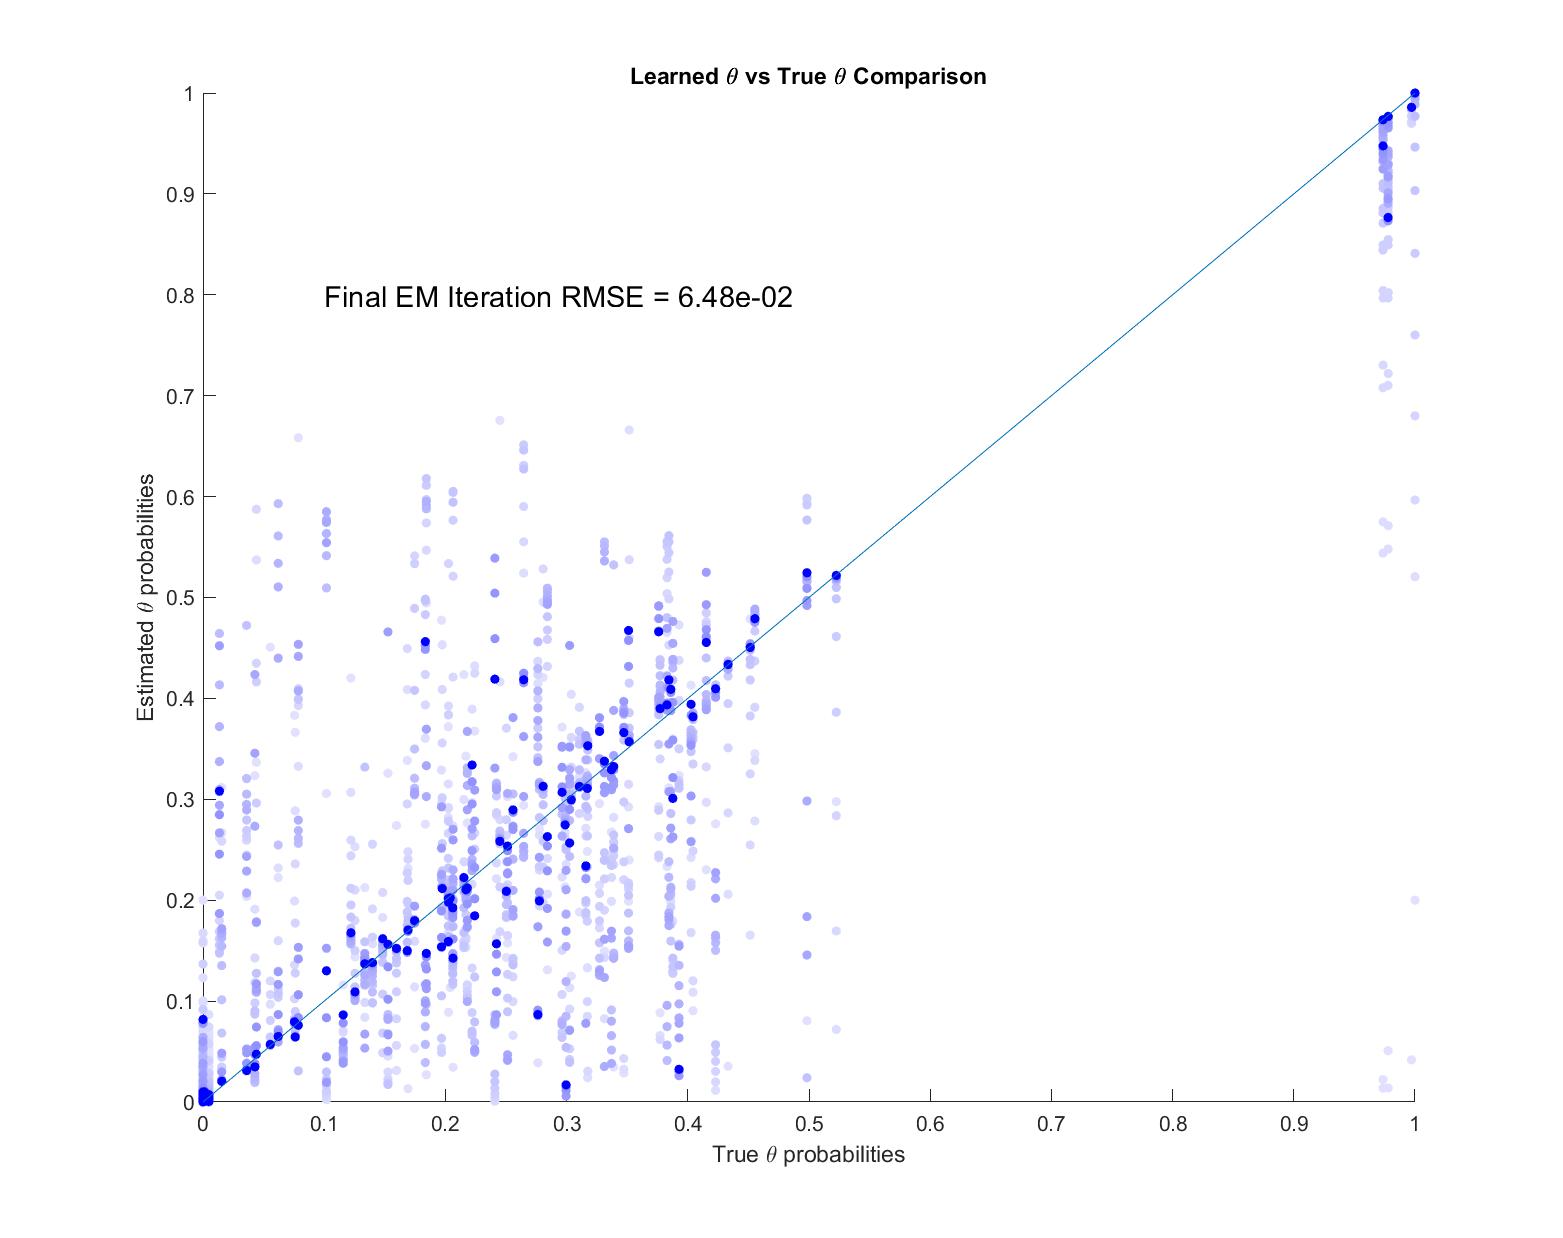 Learned θ vs True θ Comparison
1
0.9
0.8
0.7
0.6
0.5
0.4
0.3
0.2
0.1
0
Estimated θ probabilities
Final EM Iteration RMSE = 6.48e-02
0 0.1 0.2 0.3 0.4 0.5 0.6 0.7 0.8 0.9 1
True θ probabilities